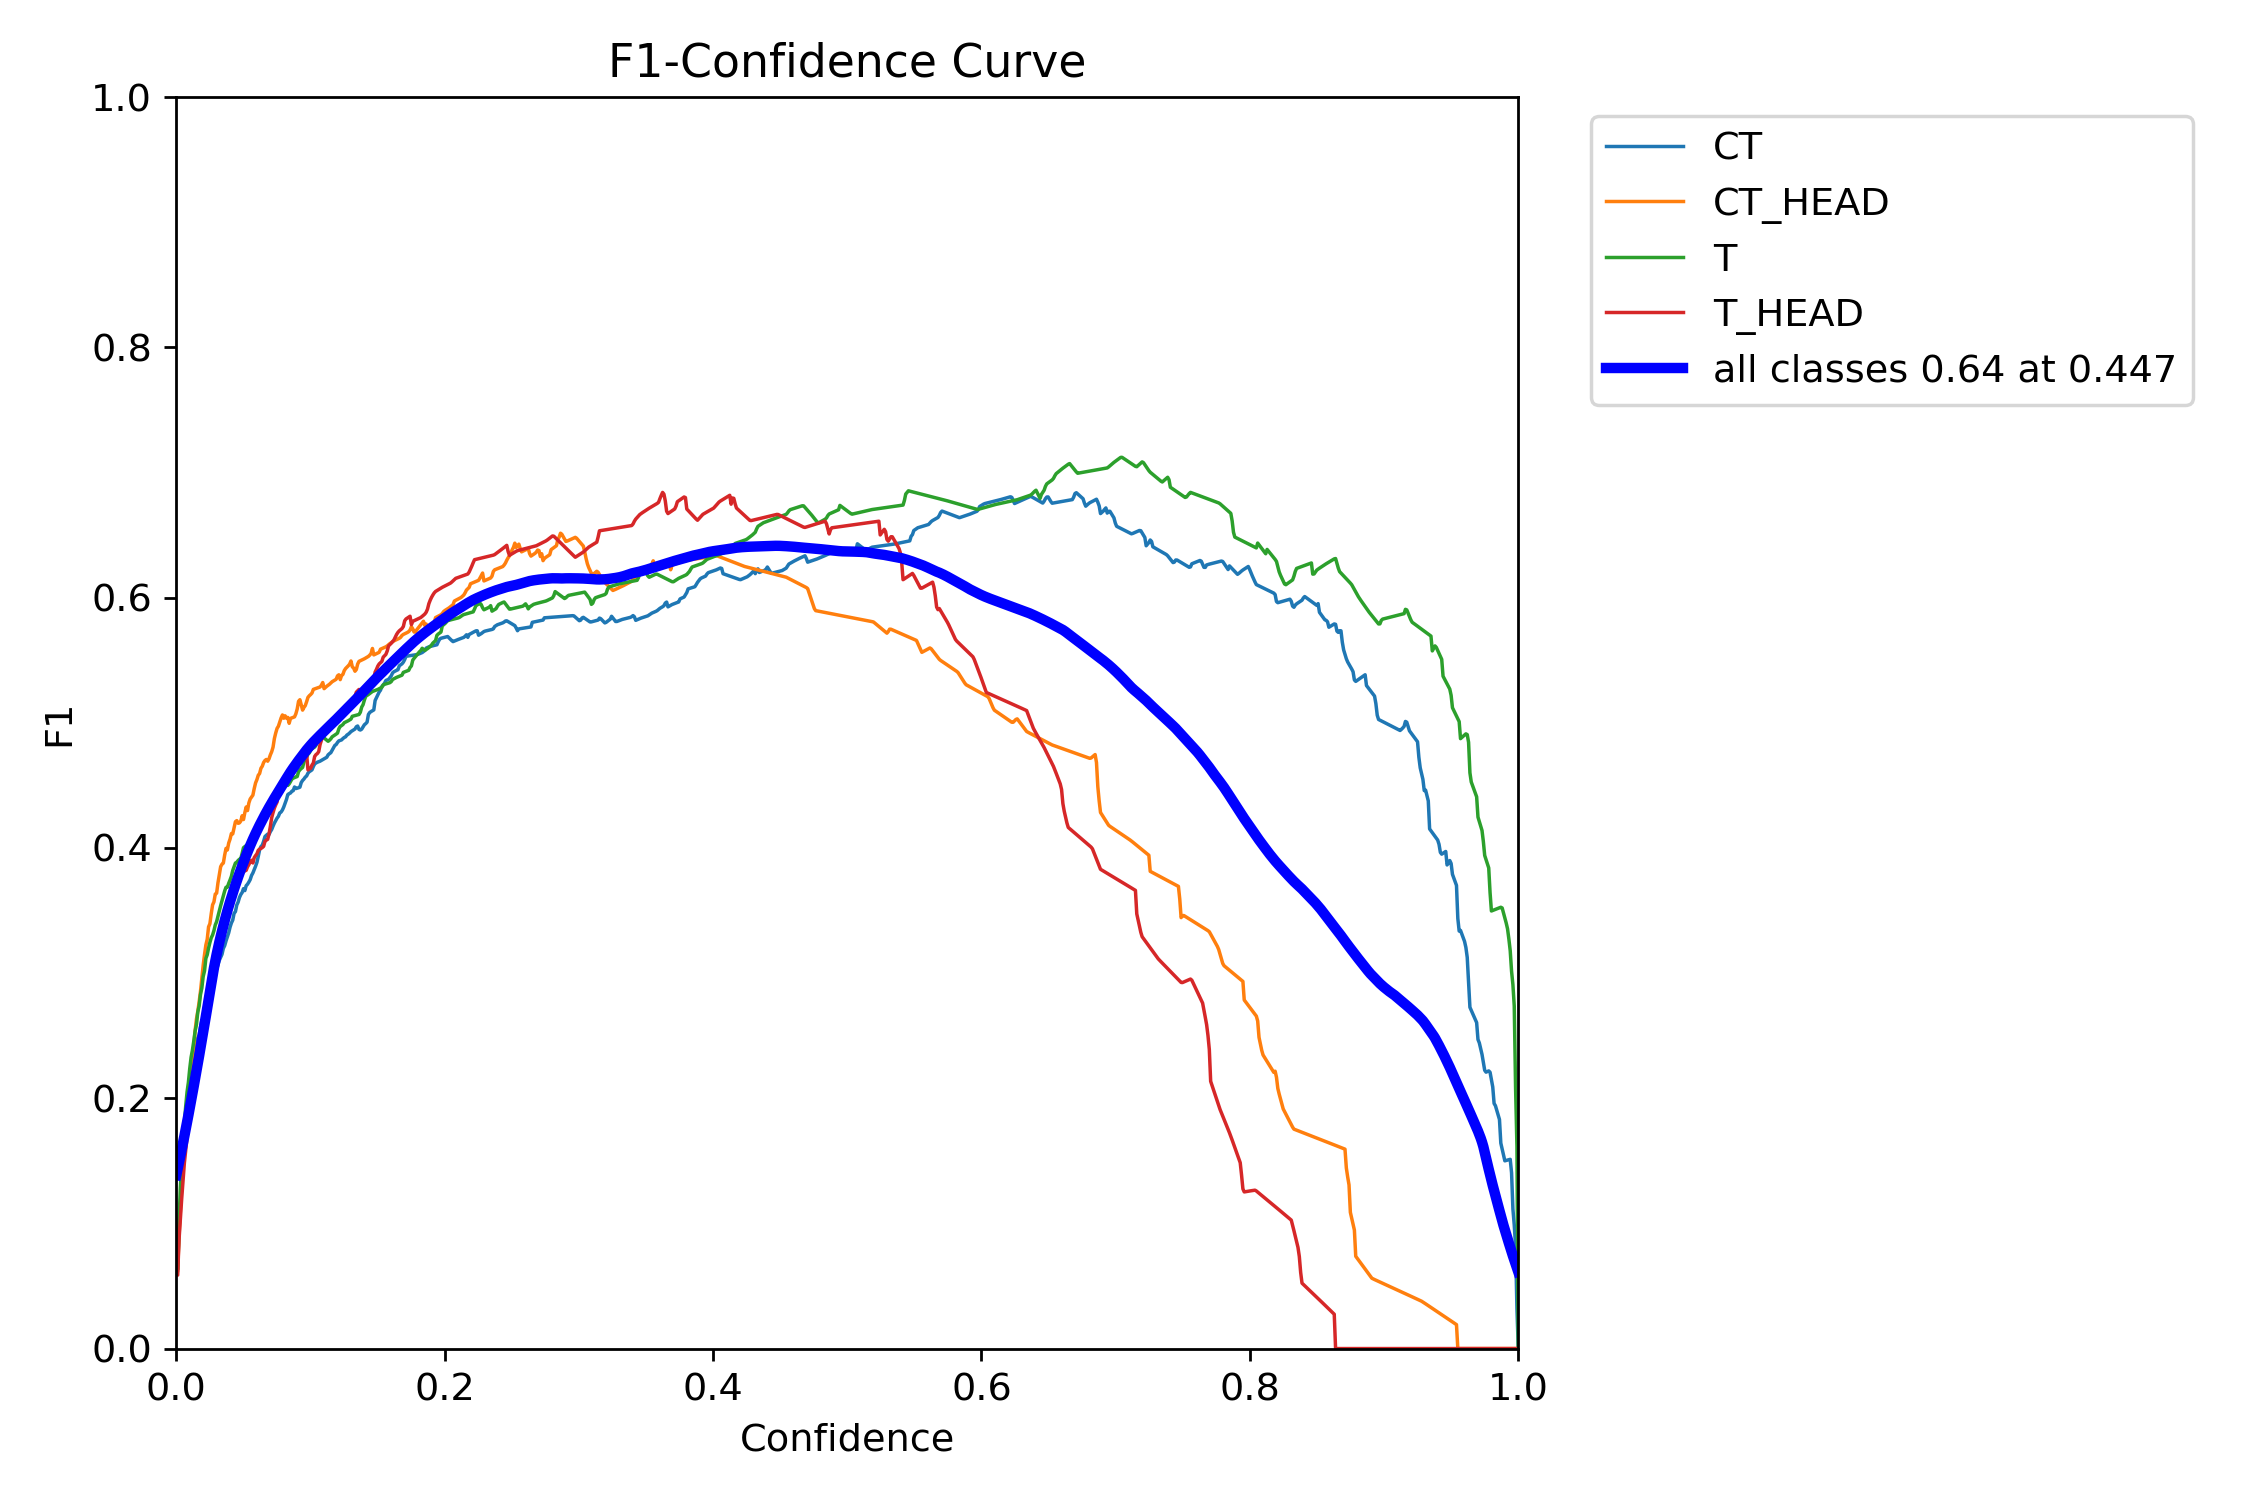 F1-Confidence Curve
1.0
0.8
0.6
0.4
0.2
0.0
F1
0.0 0.2 0.4 0.6 0.8 1.0
Confidence
CT
CT_HEAD
T
T_HEAD
all classes 0.64 at 0.447